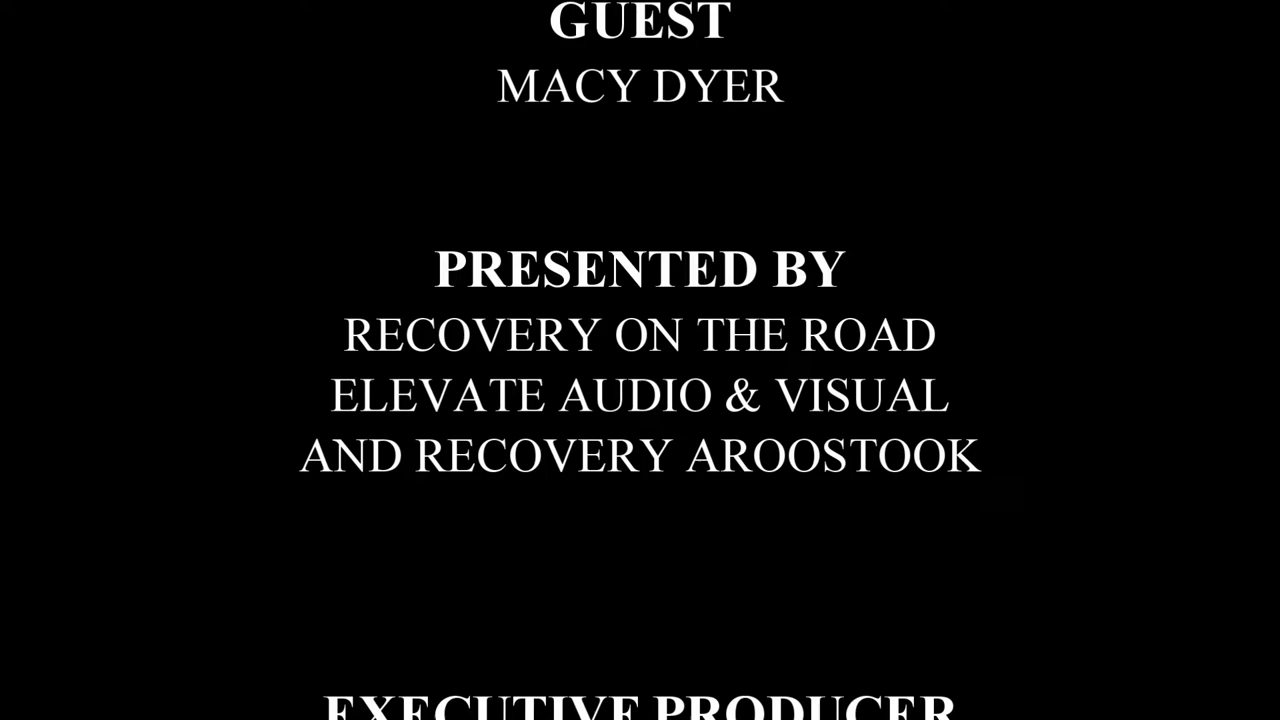 GUEST
MACY DYER
PRESENTED BY
RECOVERY ON THE ROAD
ELEVATE AUDIO & VISUAL
AND RECOVERY AROOSTOOK
EXECUTIVE PRODUCER